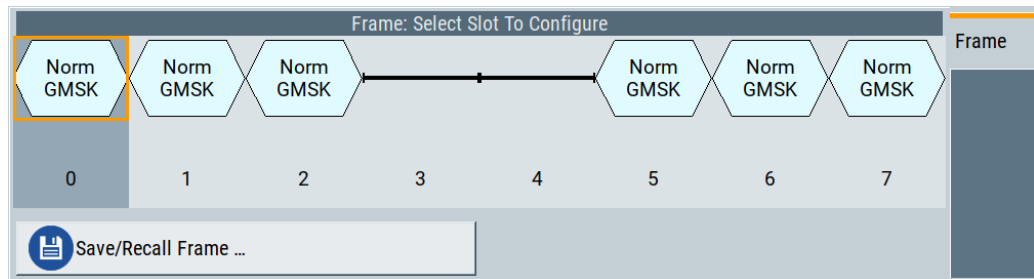 Frame: Select Slot To Configure
Frame
Norm Norm Norm Norm Norm Norm
GMSK GMSK GMSK GMSK GMSK GMSK
0 1 2 3 4 5 6 7
Save/Recall Frame ...